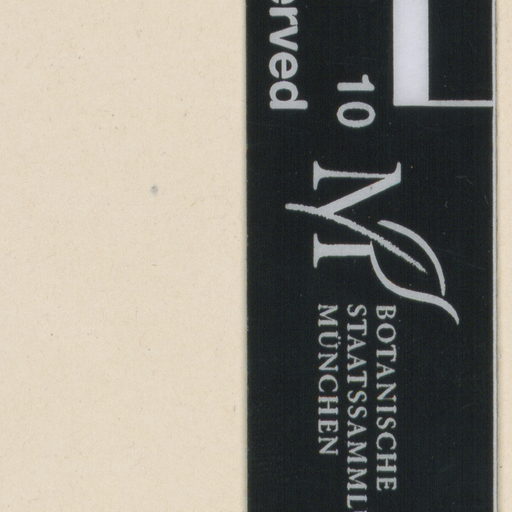 erved
10
BOTANISCHE
STAATSSAMML
MÜNCHEN